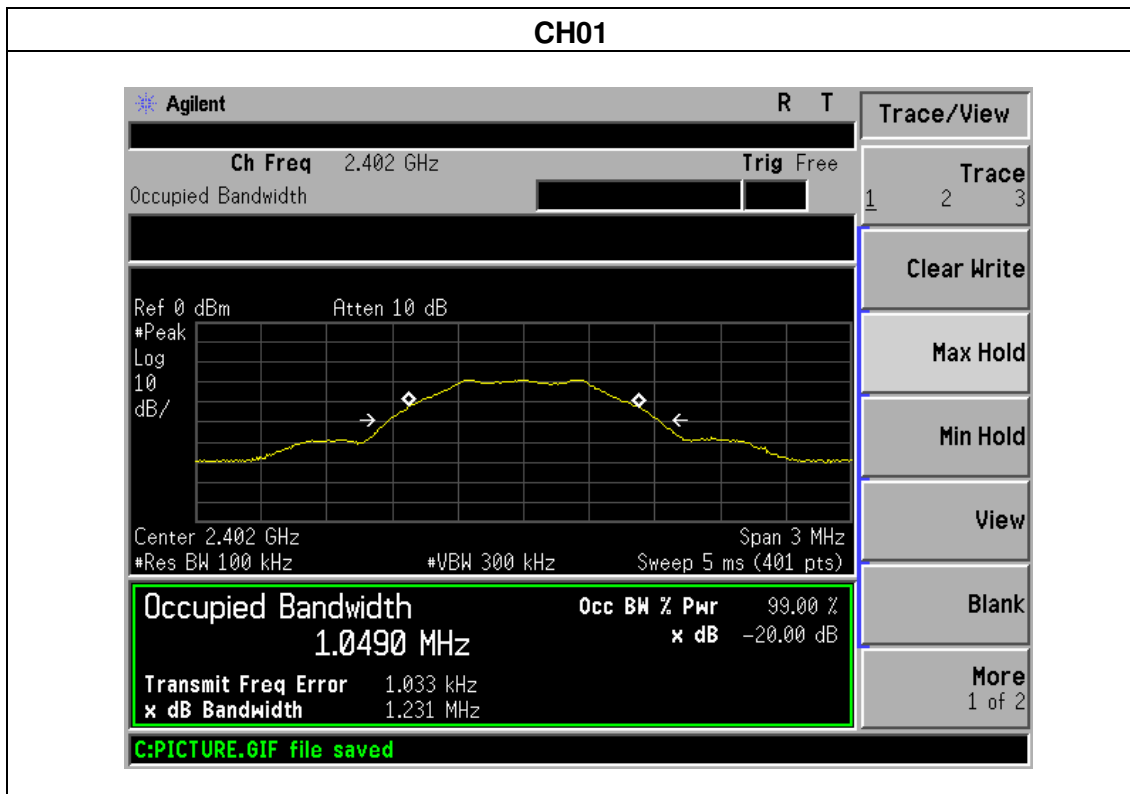 CH01
Agilent R T
Trace/View
Ch Freq 2.402 GHz Trig Free
Occupied Bandwidth
Trace
1 2 3
Clear Write
Ref 0 dBm Atten 10 dB
#Peak
Log
10
dB/
Max Hold
Min Hold
Center 2.402 GHz Span 3 MHz
#Res BW 100 kHz #VBW 300 kHz Sweep 5 ms (401 pts)
View
Occupied Bandwidth Occ BW % Pwr 99.00 %
1.0490 MHz x dB -20.00 dB
Blank
Transmit Freq Error 1.033 kHz
x dB Bandwidth 1.231 MHz
More
1 of 2
C:PICTURE.GIF file saved